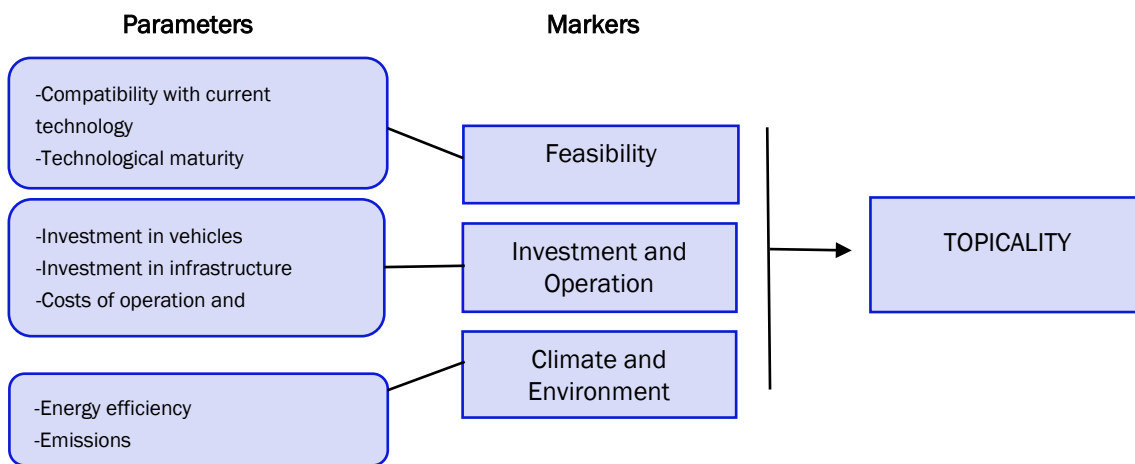 Parameters
Markers
-Compatibility with current
technology
-Technological maturity
Feasibility
-Investment in vehicles
-Investment in infrastructure
-Costs of operation and
Investment and
Operation
TOPICALITY
-Energy efficiency
-Emissions
Climate and
Environment